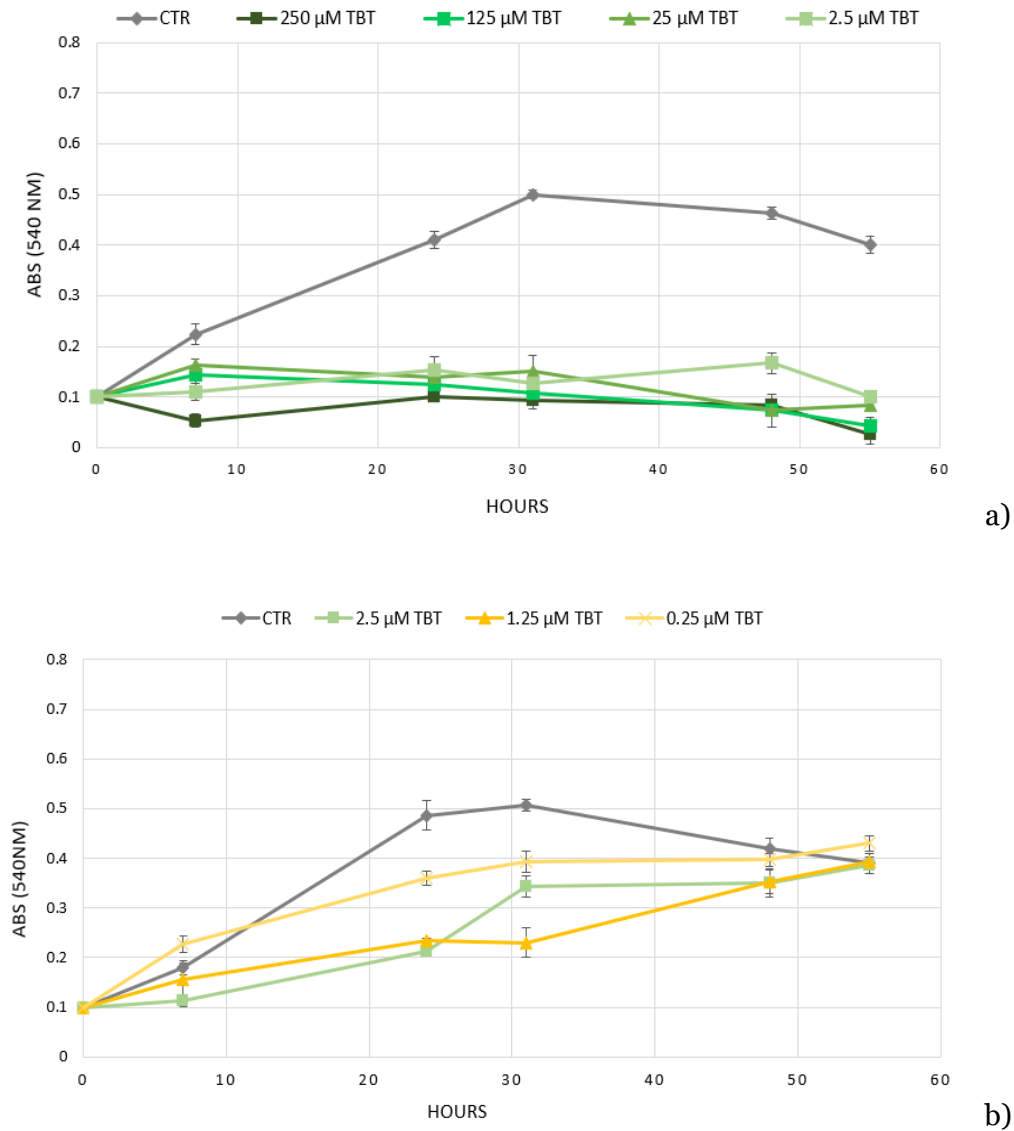 CTR 250 µM TBT 125 µM TBT 25 µM TBT 2.5 µM TBT
0.8
0.7
0.6
0.5
0.4
0.3
0.2
0.1
0
ABS (540 NM)
0 10 20 30 40 50 60
HOURS
a)
CTR 2.5 µM TBT 1.25 µM TBT 0.25 µM TBT
0.8
0.7
0.6
0.5
0.4
0.3
0.2
0.1
0
ABS (540NM)
0 10 20 30 40 50 60
HOURS
b)